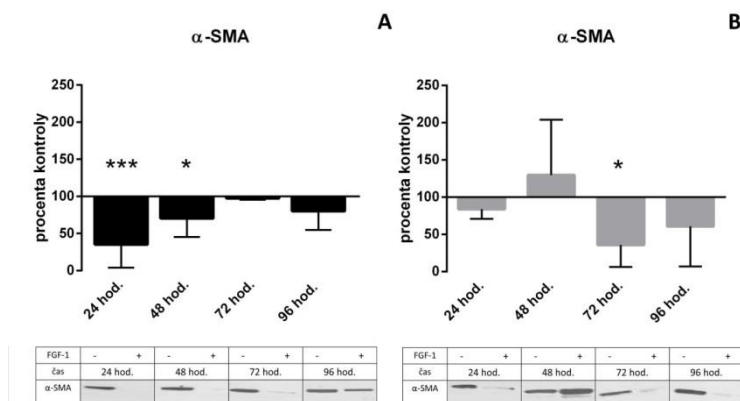 A
α-SMA
procenta kontroly
250
200
150
100
50
0
***
*
24 hod.
48 hod.
72 hod.
96 hod.
FGF-1 - + - + - + - +
čas 24 hod. 48 hod. 72 hod. 96 hod.
α-SMA
B
α-SMA
procenta kontroly
250
200
150
100
50
0
*
24 hod.
48 hod.
72 hod.
96 hod.
FGF-1 - + - + - + - +
čas 24 hod. 48 hod. 72 hod. 96 hod.
α-SMA